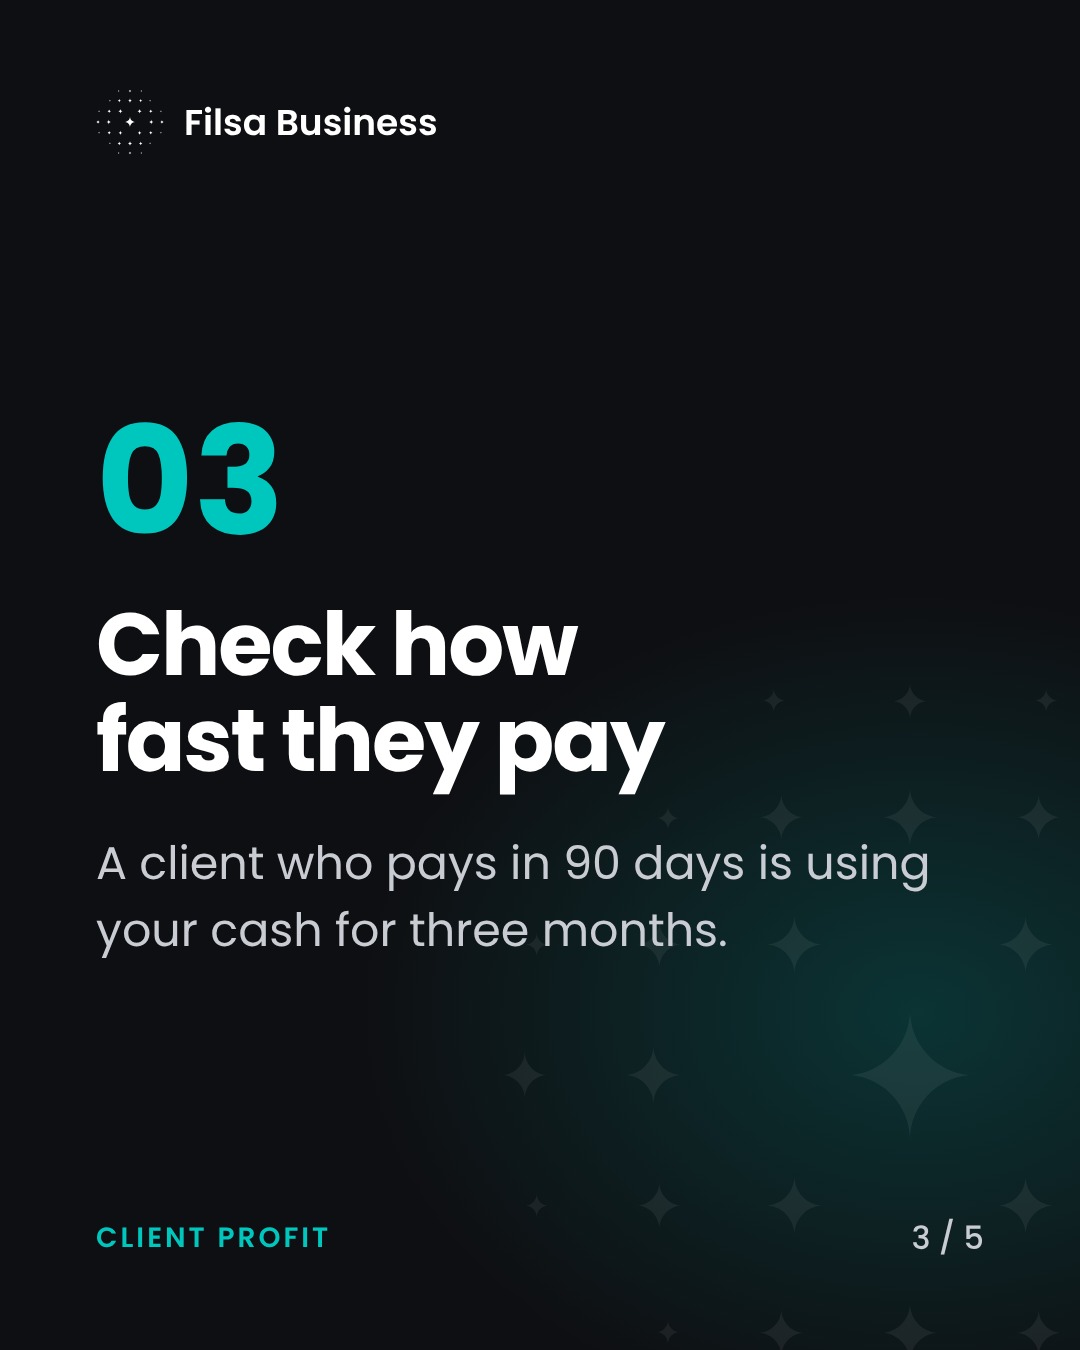 Filsa Business
03
Check how
fast they pay
A client who pays in 90 days is using
your cash for three months.
CLIENT PROFIT
3 / 5